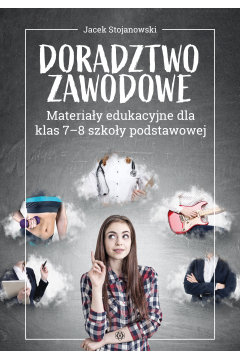 Jacek Stojanowski
DORADZTWO
ZAWODOWE
Materiały edukacyjne dla
klas 7–8 szkoły podstawowej